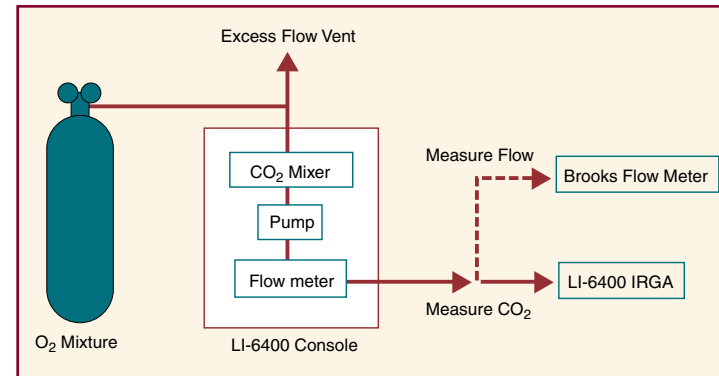 Excess Flow Vent
CO₂ Mixer
Measure Flow
Brooks Flow Meter
Pump
Flow meter
LI-6400 IRGA
Measure CO₂
O₂ Mixture
LI-6400 Console